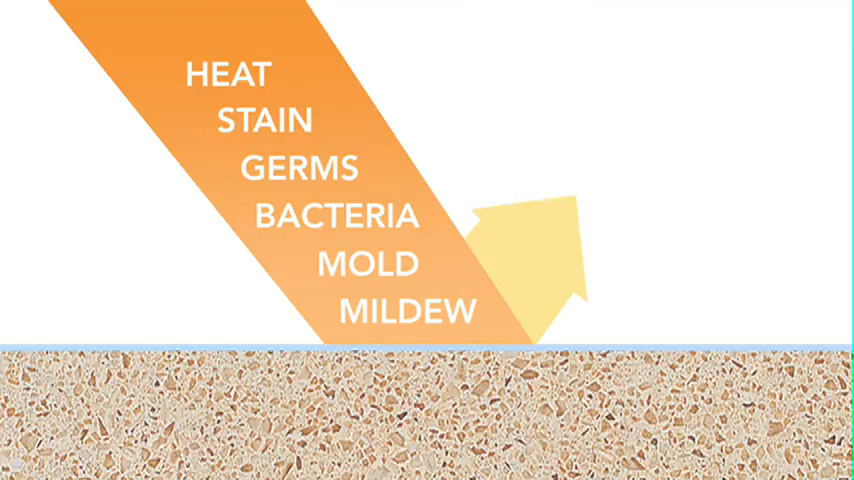 HEAT
STAIN
GERMS
BACTERIA
MOLD
MILDEW